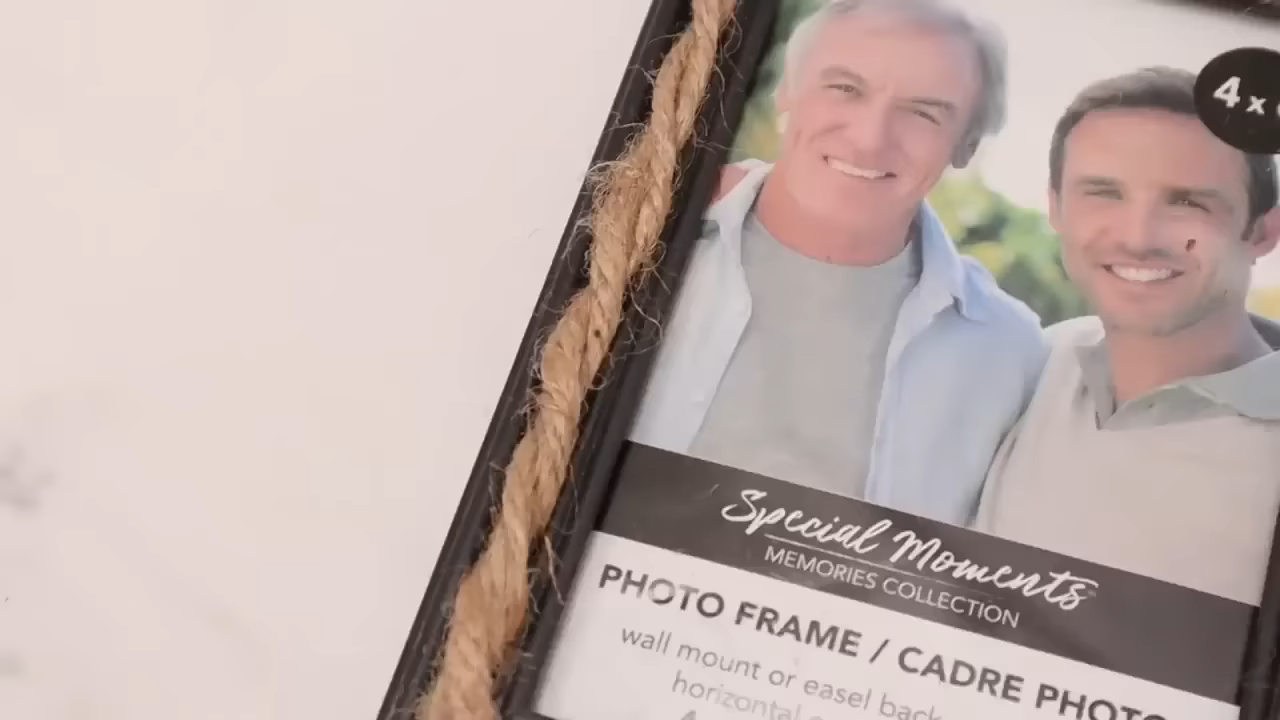 4 x
Special Moments
MEMORIES COLLECTION
PHOTO FRAME / CADRE PHOTO
wall mount or easel back
horizontal